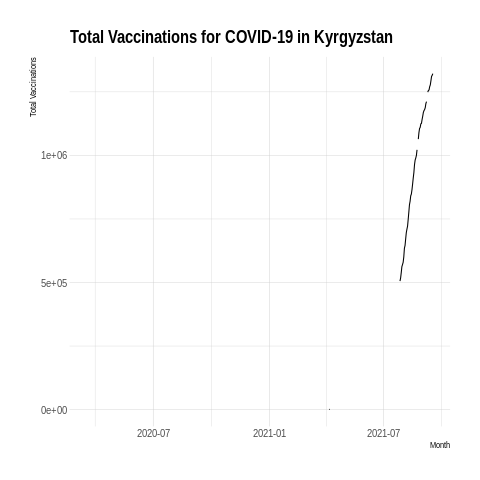 Total Vaccinations for COVID-19 in Kyrgyzstan
Total Vaccinations
1e+06
5e+05
0e+00
2020-07
2021-01
2021-07
Month